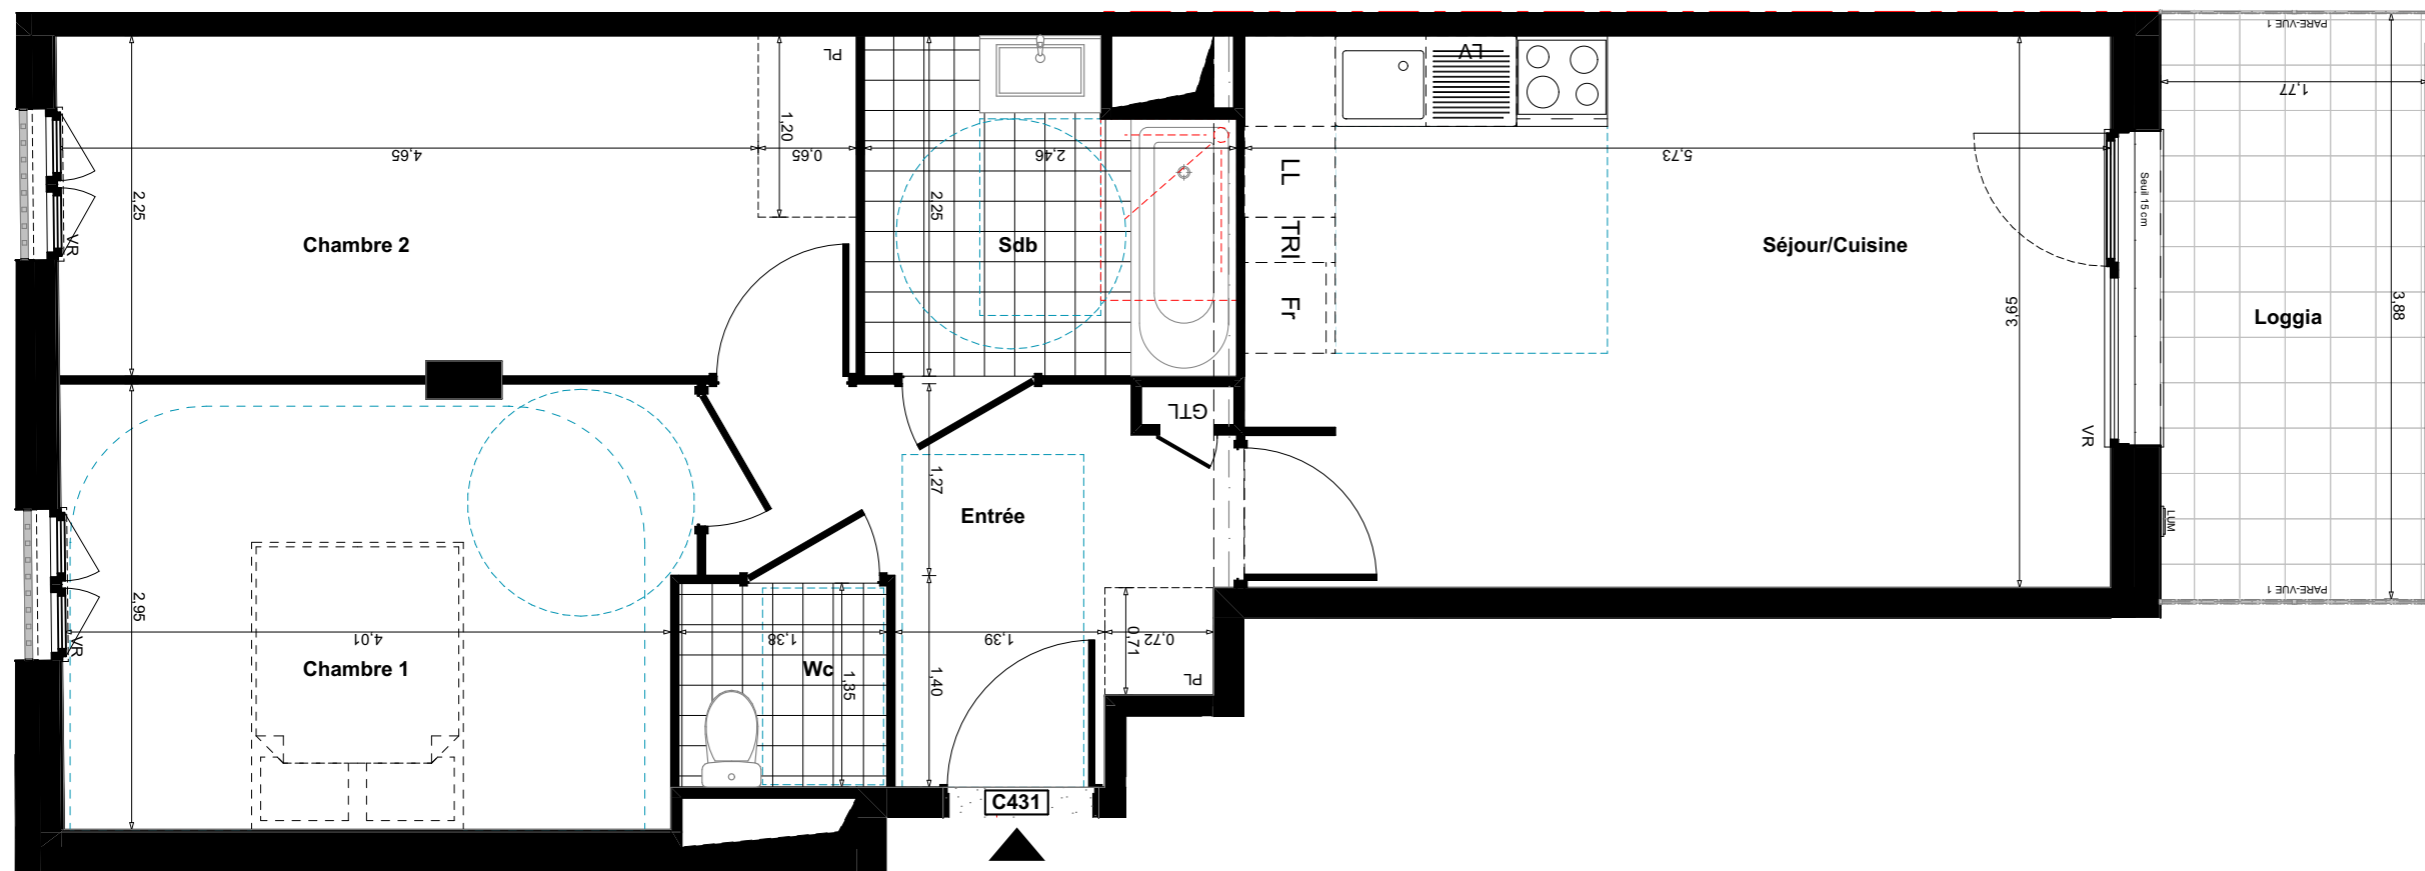 PARE-VUE 1
PL
LV
1,77
1,20
4,65
0,65
2,46
5,73
LL
Seuil 15 cm
2,25
2,25
VR
Chambre 2
Sdb
TRI
Séjour/Cuisine
Fr
3,65
3,88
Loggia
GTL
VR
1,27
Entrée
LUM
PARE-VUE 1
2,95
4,01
VR
1,38
1,39
0,71
0,72
Chambre 1
Wc
1,35
1,40
PL
C431